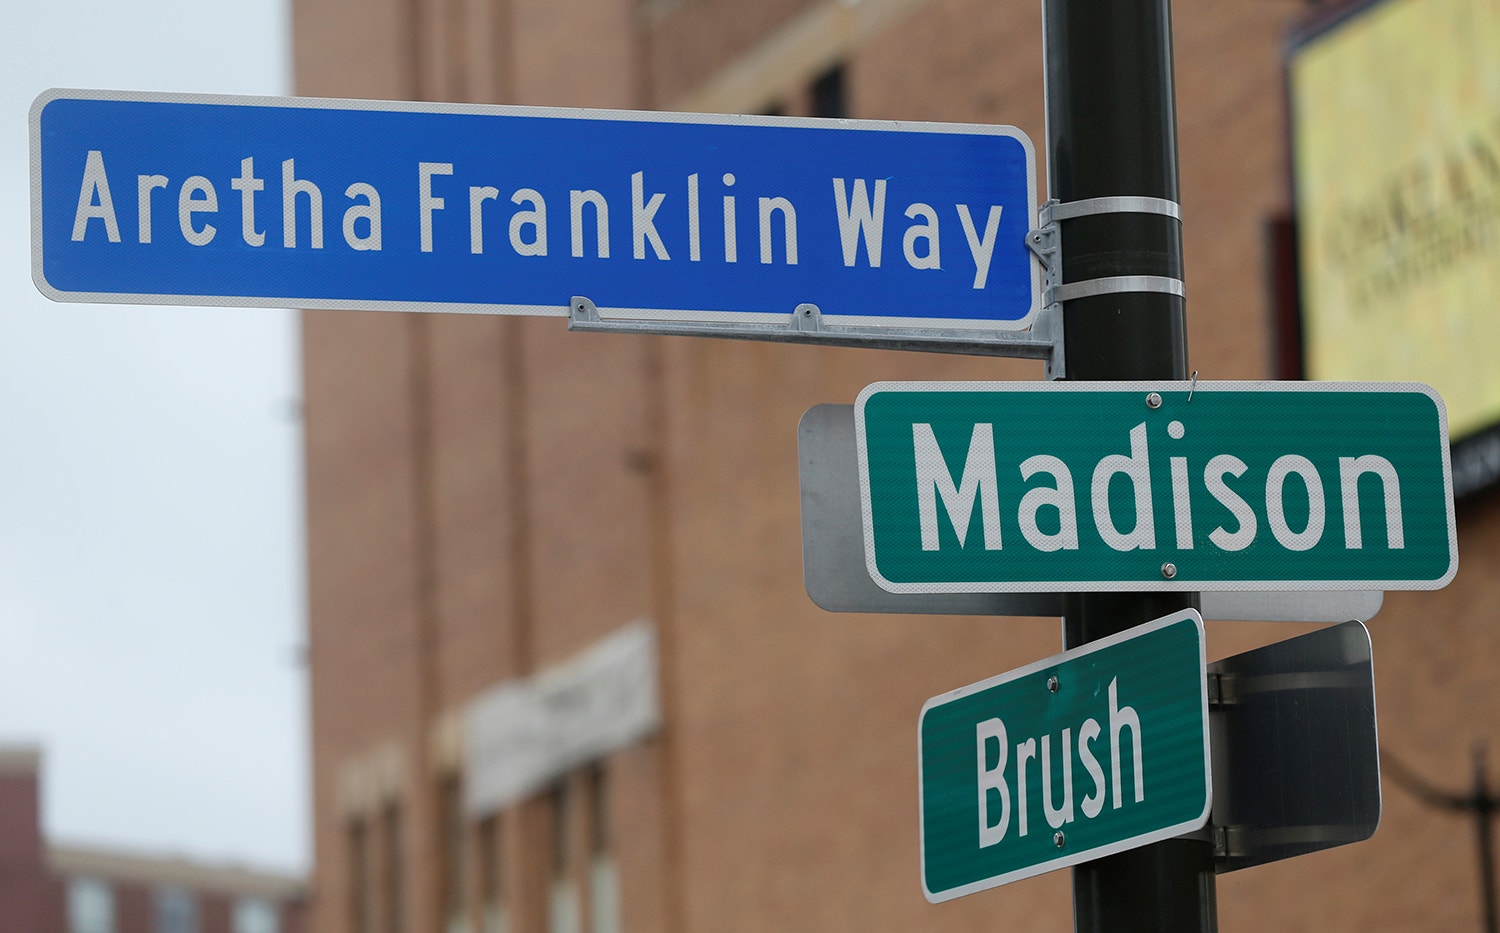 Aretha Franklin Way
Madison
Brush